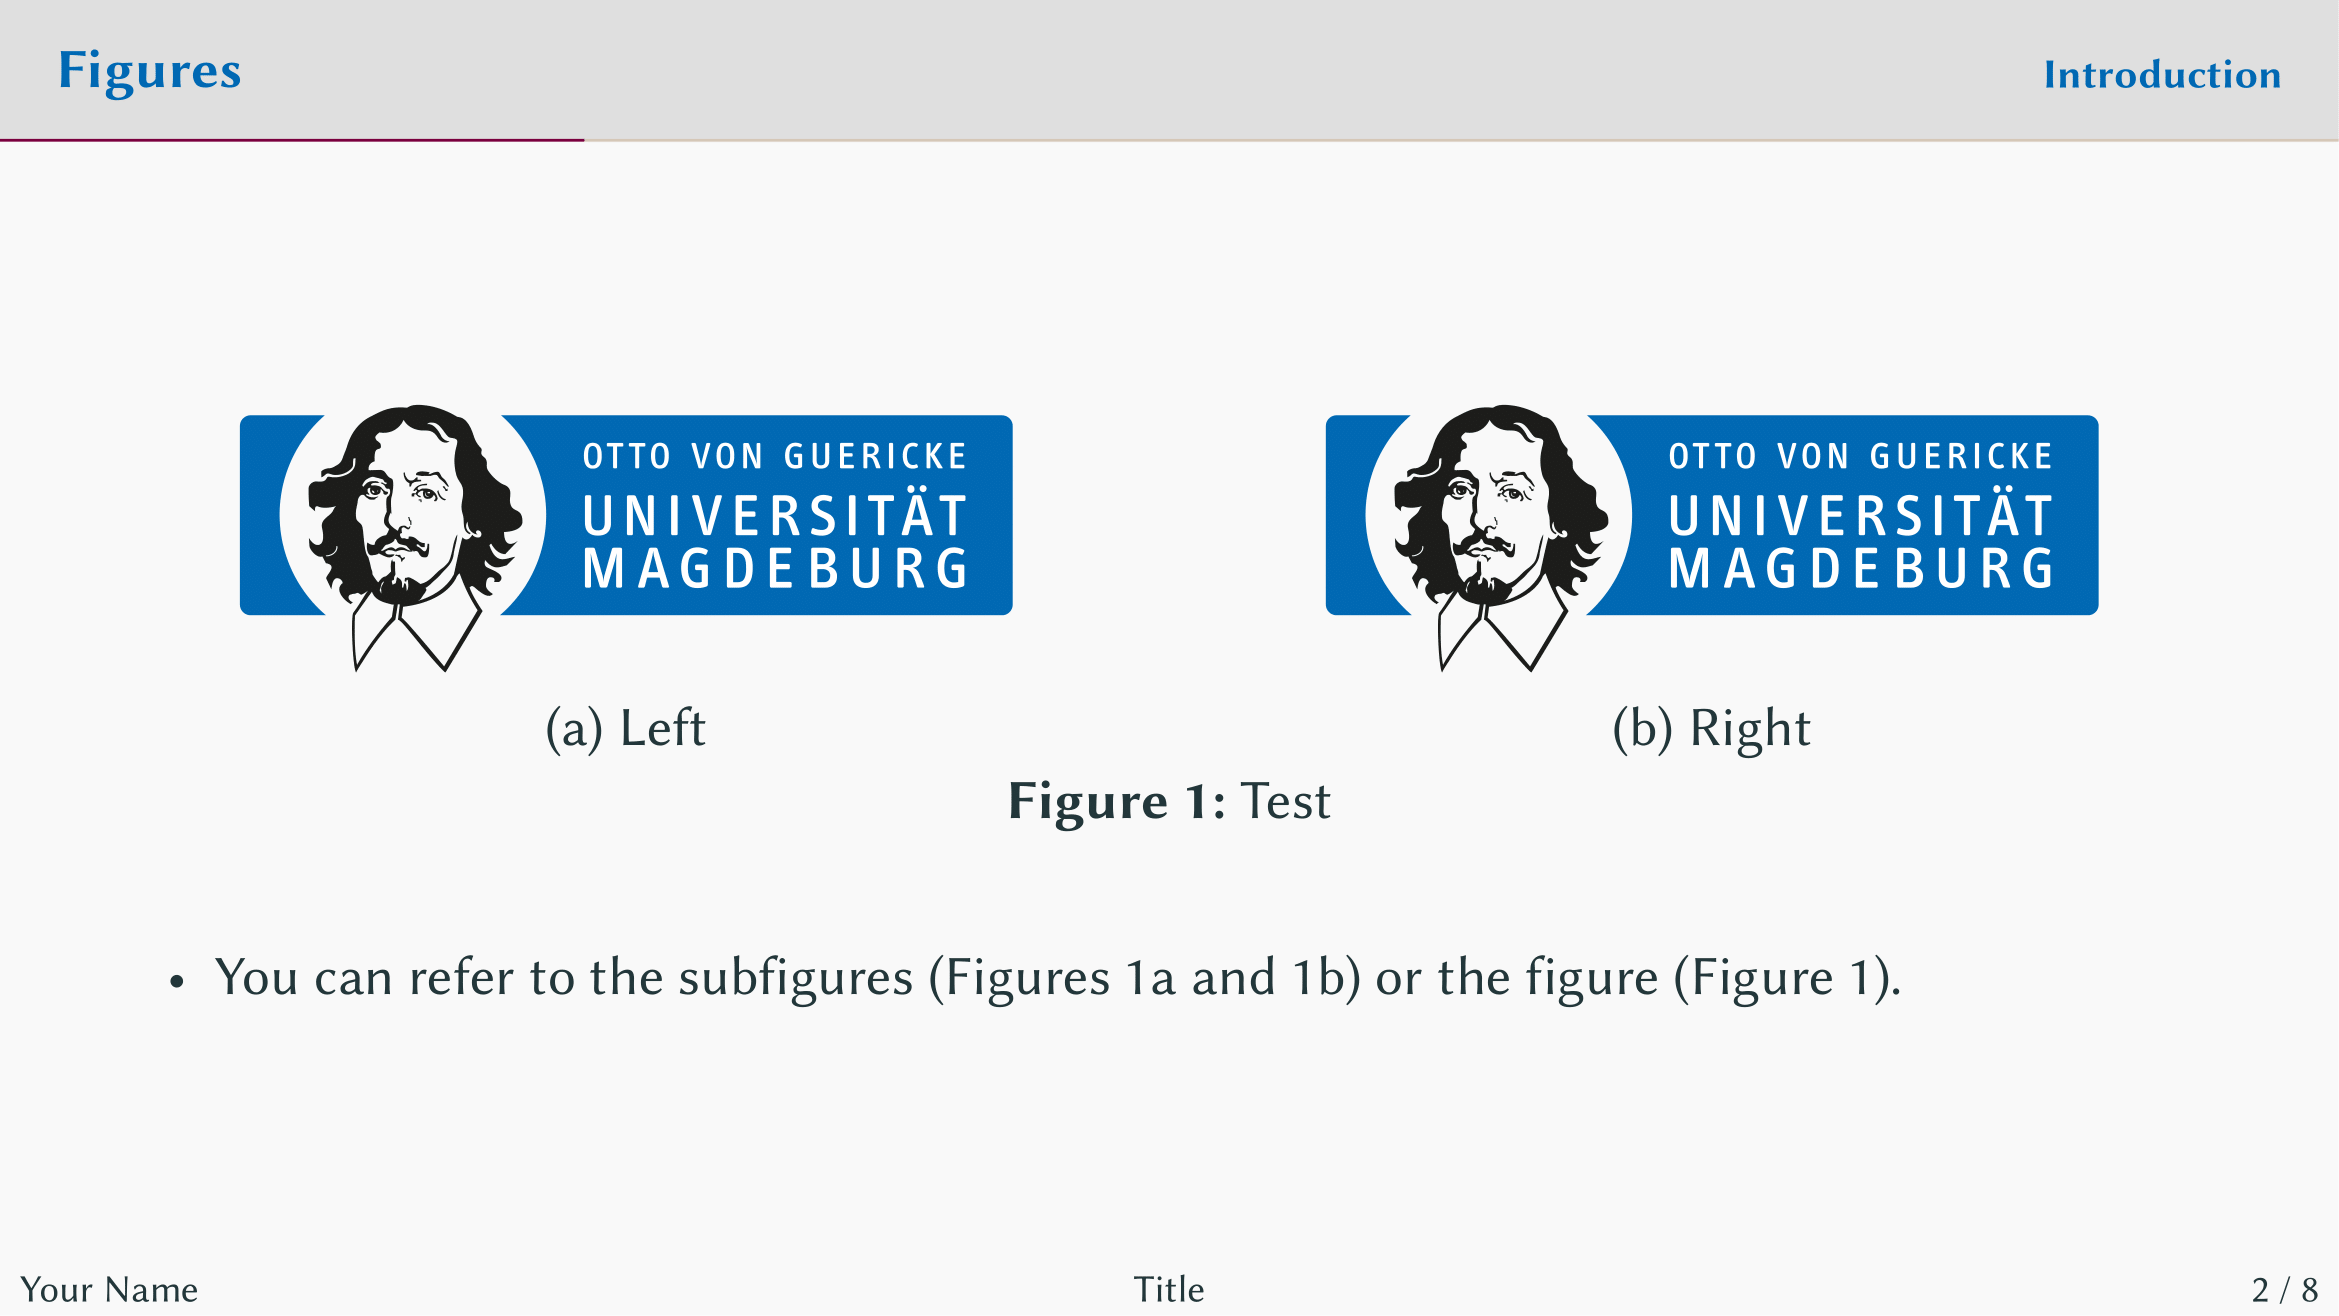 Figures
Introduction
OTTO VON GUERICKE
UNIVERSITÄT
MAGDEBURG
OTTO VON GUERICKE
UNIVERSITÄT
MAGDEBURG
(a) Left
(b) Right
Figure 1: Test
• You can refer to the subfigures (Figures 1a and 1b) or the figure (Figure 1).
Your Name
Title
2 / 8